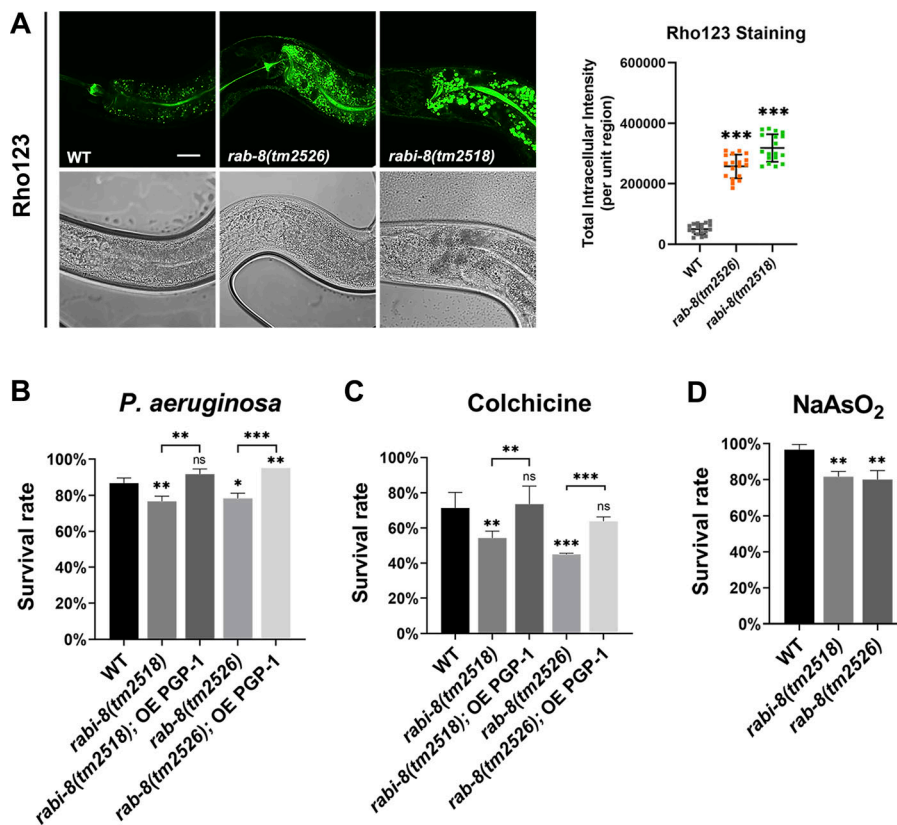 A
Rho123
WT
rab-8(tm2526)
rabi-8(tm2518)
Rho123 Staining
Total Intracellular Intensity
(per unit region)
600000
400000
200000
0
***
***
WT
rab-8(tm2526)
rabi-8(tm2518)
B
P. aeruginosa
Survival rate
100%
80%
60%
40%
20%
0%
**
***
**
ns
*
**
WT
rabi-8(tm2518)
rabi-8(tm2518); OE PGP-1
rab-8(tm2526)
rab-8(tm2526); OE PGP-1
C
Colchicine
Survival rate
100%
80%
60%
40%
20%
0%
**
***
**
ns
***
ns
WT
rabi-8(tm2518)
rabi-8(tm2518); OE PGP-1
rab-8(tm2526)
rab-8(tm2526); OE PGP-1
D
NaAsO₂
Survival rate
100%
80%
60%
40%
20%
0%
**
**
WT
rabi-8(tm2518)
rab-8(tm2526)